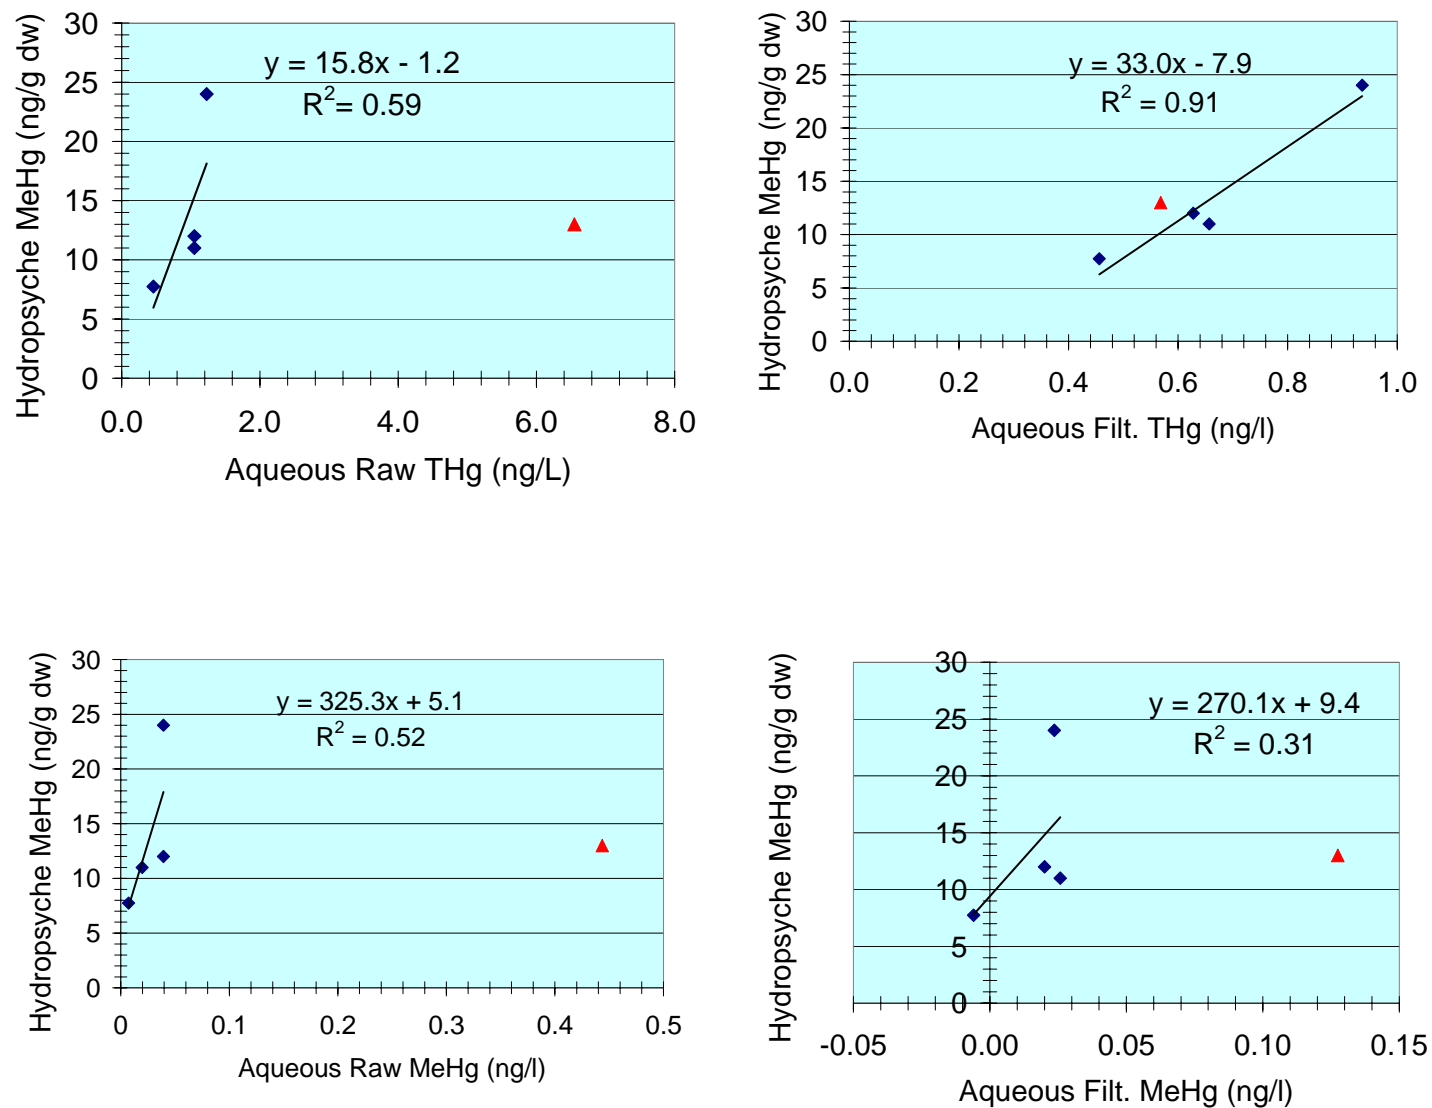 Hydropsyche MeHg (ng/g dw)
30
25
20
15
10
5
0
y = 15.8x - 1.2
R2= 0.59
0.0 2.0 4.0 6.0 8.0
Aqueous Raw THg (ng/L)
Hydropsyche MeHg (ng/g dw)
30
25
20
15
10
5
0
y = 33.0x - 7.9
R2 = 0.91
0.0 0.2 0.4 0.6 0.8 1.0
Aqueous Filt. THg (ng/l)
Hydropsyche MeHg (ng/g dw)
30
25
20
15
10
5
0
y = 325.3x + 5.1
R2 = 0.52
0 0.1 0.2 0.3 0.4 0.5
Aqueous Raw MeHg (ng/l)
Hydropsyche MeHg (ng/g dw)
30
25
20
15
10
5
0
y = 270.1x + 9.4
R2 = 0.31
-0.05 0.00 0.05 0.10 0.15
Aqueous Filt. MeHg (ng/l)